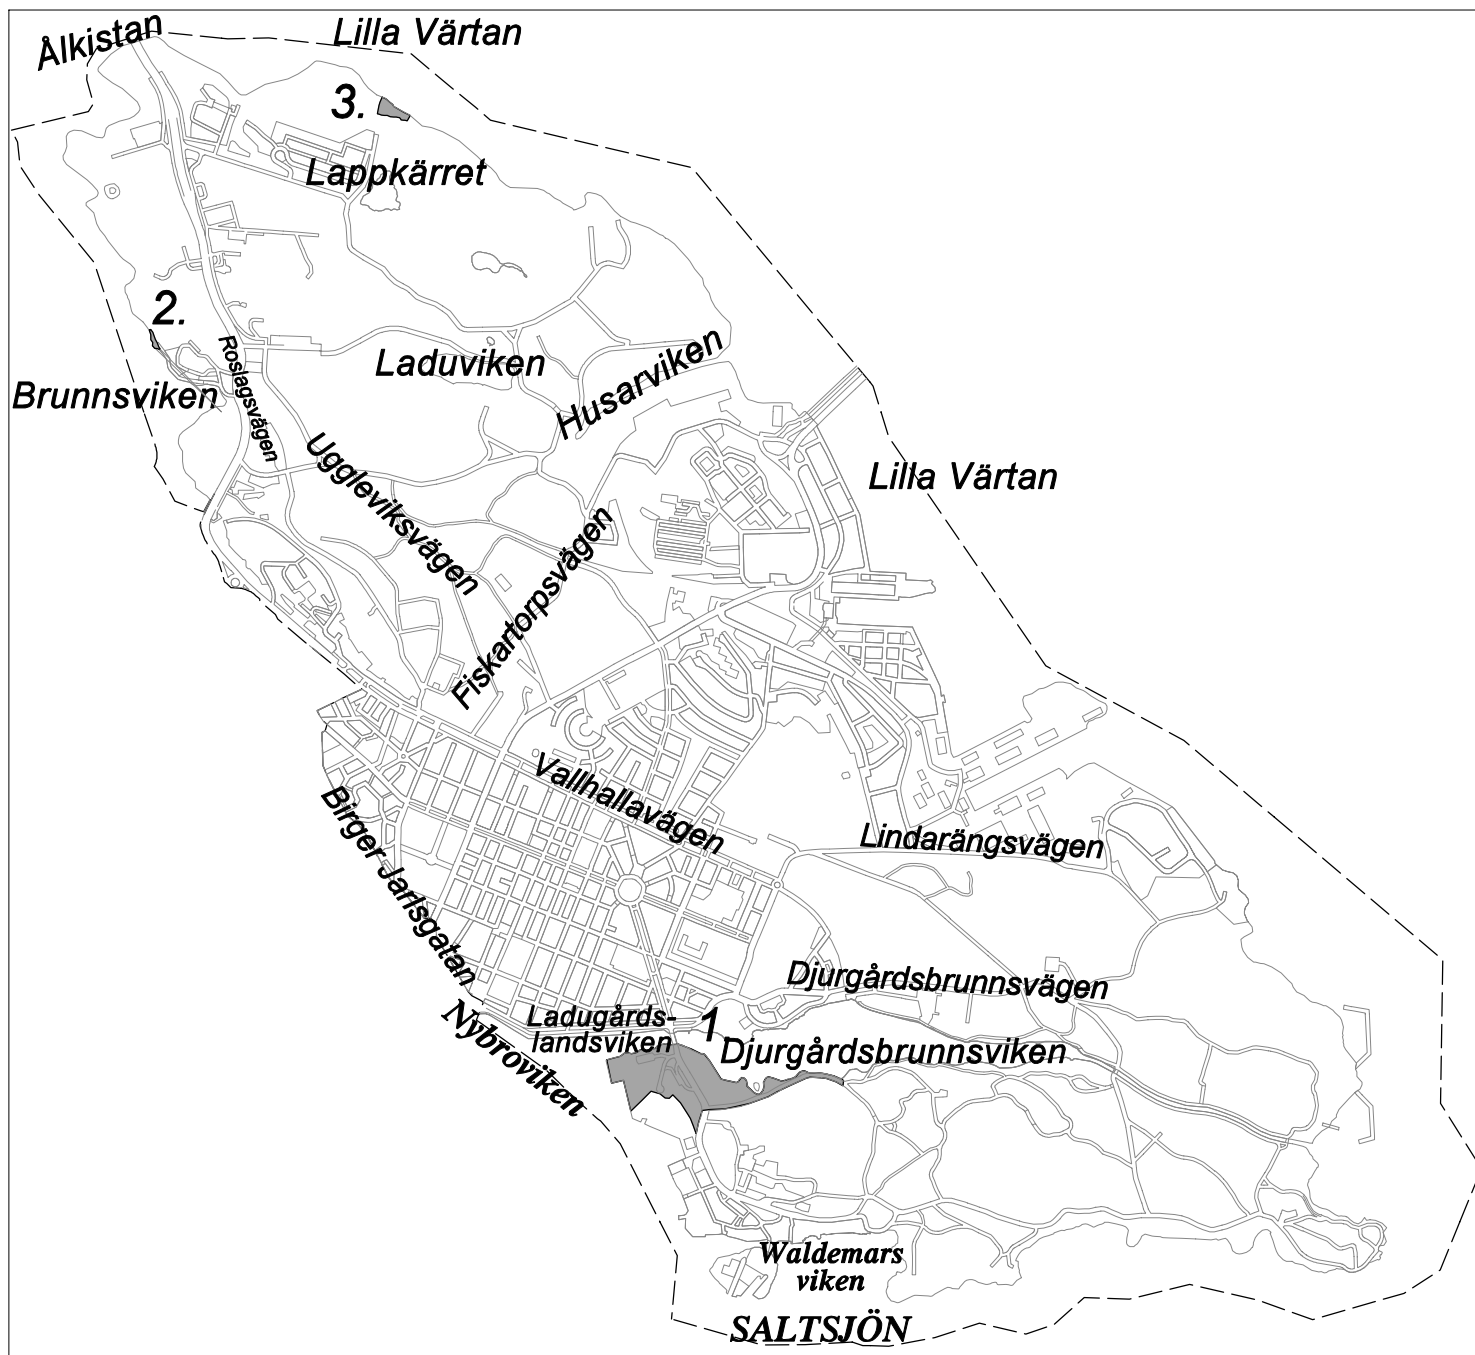 Ålkistan
Lilla Värtan
3.
Lappkärret
2.
Roslagsvägen
Laduviken
Husarviken
Brunnsviken
Uggleviksvägen
Lilla Värtan
Fiskartorpsvägen
Vallhallavägen
Birger Jarlsgatan
Lindarängsvägen
Djurgårdsbrunnsvägen
Nybroviken
Ladugårds-
landsviken
1.
Djurgårdsbrunnsviken
Waldemars
viken
SALTSJÖN